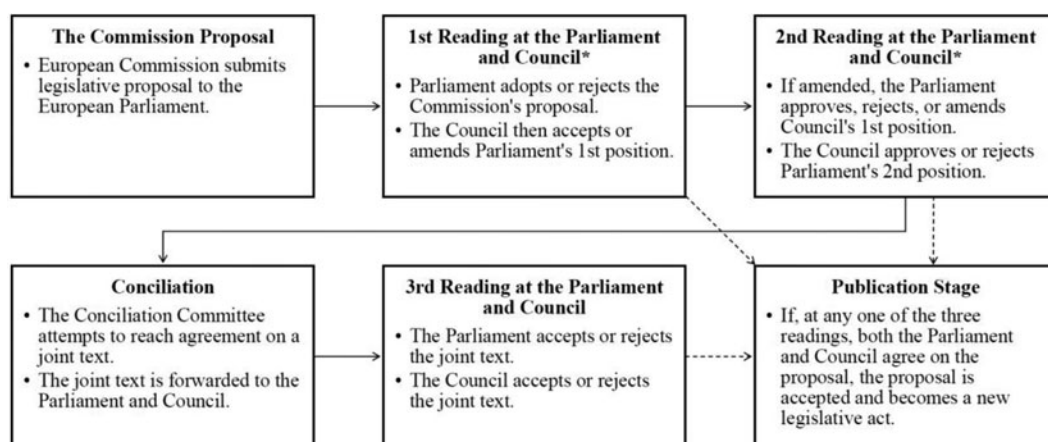 The Commission Proposal
• European Commission submits
legislative proposal to the
European Parliament.
1st Reading at the Parliament
and Council*
• Parliament adopts or rejects the
Commission's proposal.
• The Council then accepts or
amends Parliament's 1st position.
2nd Reading at the Parliament
and Council*
• If amended, the Parliament
approves, rejects, or amends
Council's 1st position.
• The Council approves or rejects
Parliament's 2nd position.
Conciliation
• The Conciliation Committee
attempts to reach agreement on a
joint text.
• The joint text is forwarded to the
Parliament and Council.
3rd Reading at the Parliament
and Council
• The Parliament accepts or rejects
the joint text.
• The Council accepts or rejects
the joint text.
Publication Stage
• If, at any one of the three
readings, both the Parliament
and Council agree on the
proposal, the proposal is
accepted and becomes a new
legislative act.